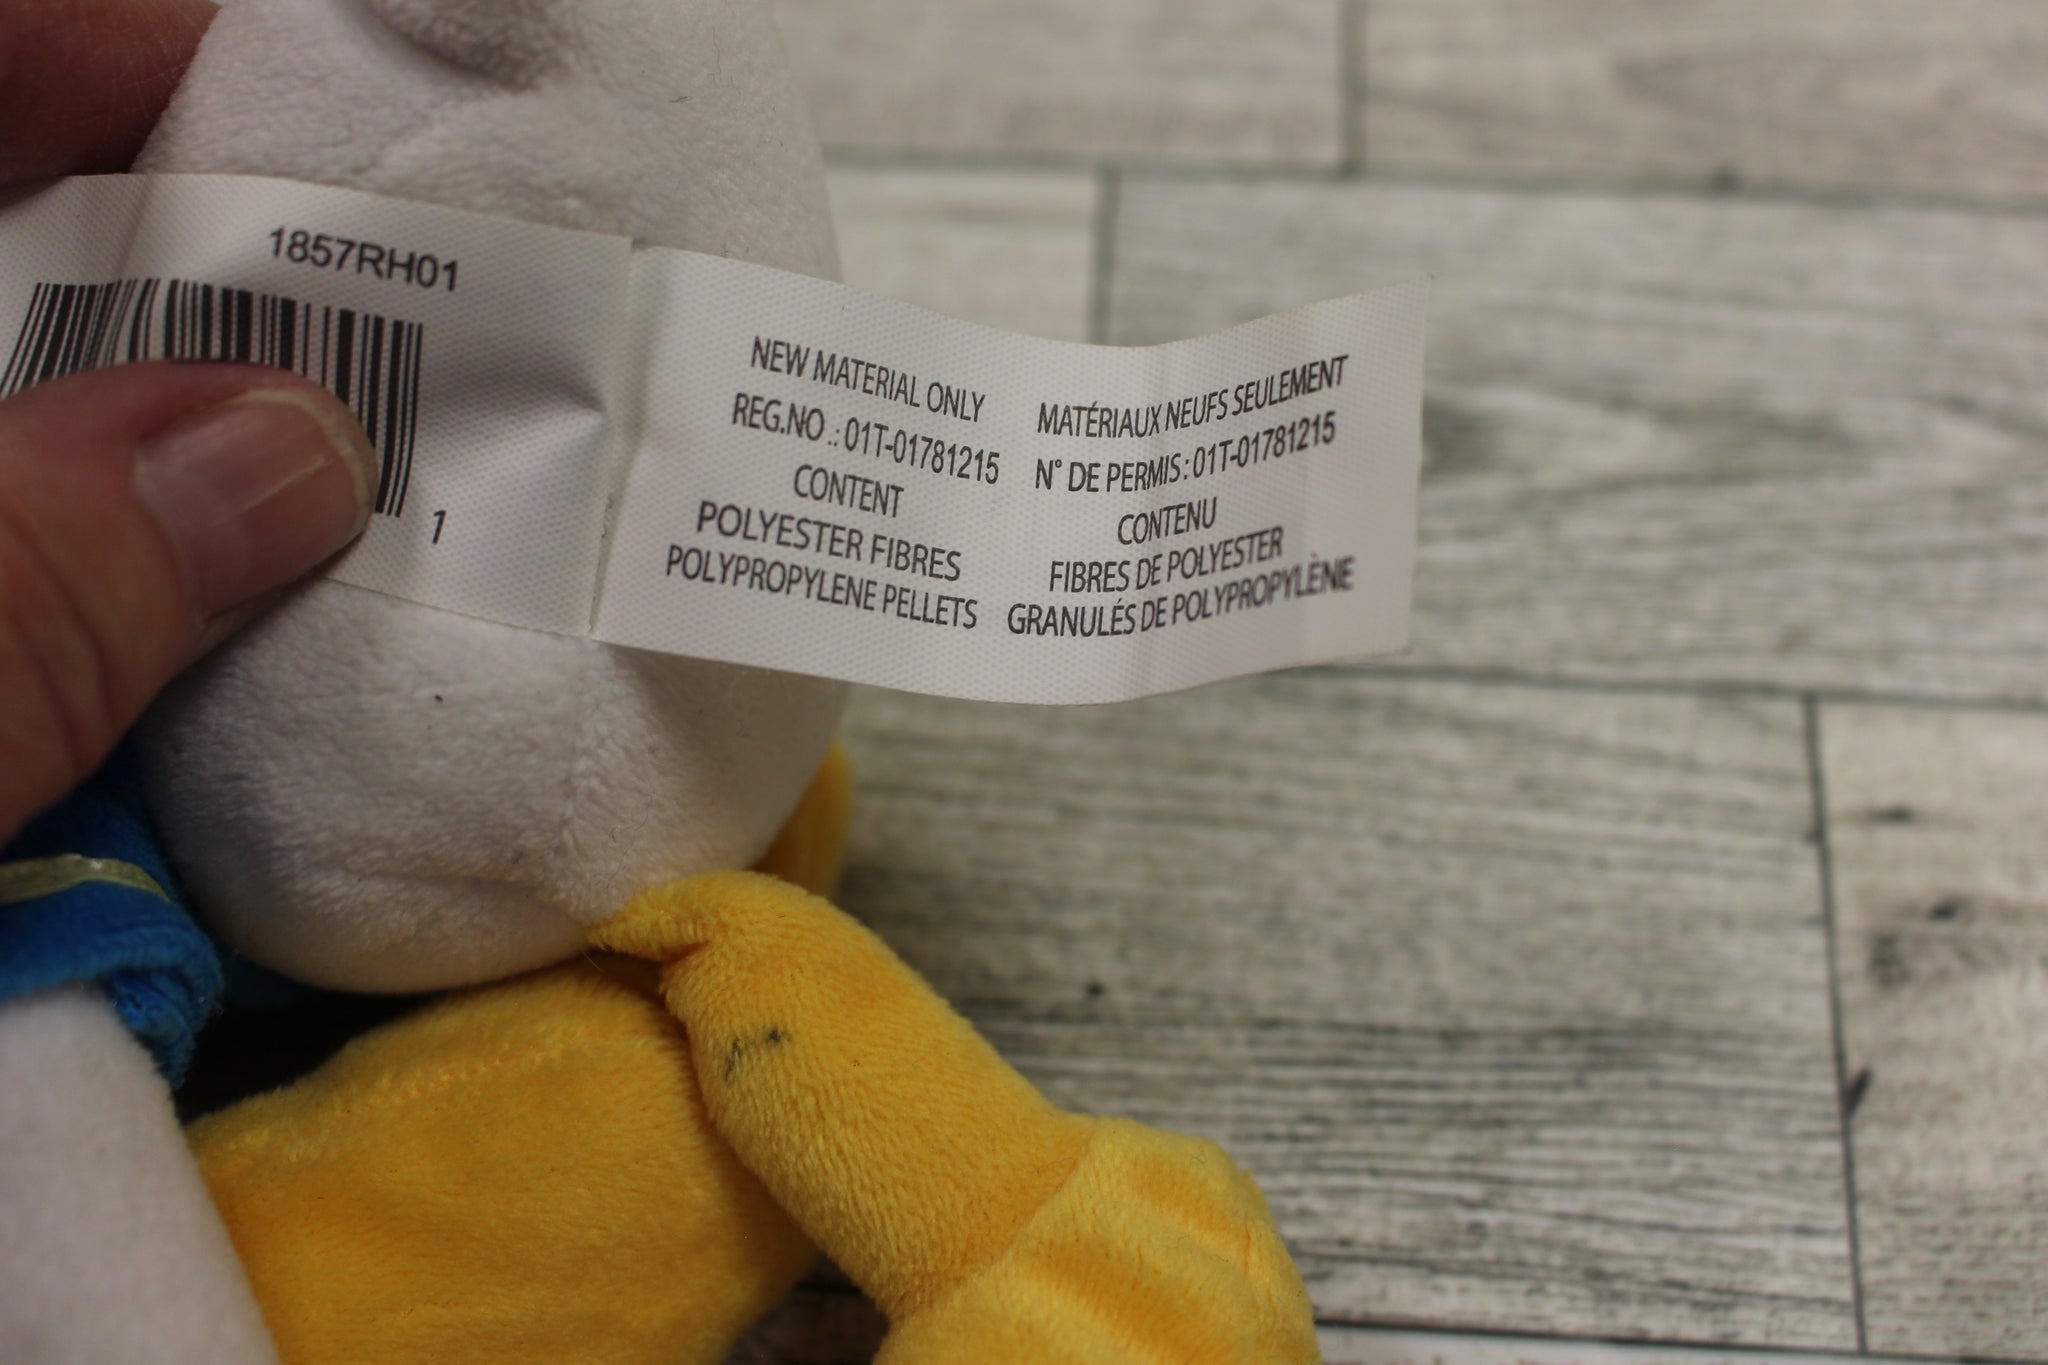 1857RH01
1
NEW MATERIAL ONLY
REG.NO.: 01T-01781215
CONTENT
POLYESTER FIBRES
POLYPROPYLENE PELLETS
MATÉRIAUX NEUFS SEULEMENT
N° DE PERMIS: 01T-01781215
CONTENU
FIBRES DE POLYESTER
GRANULÉS DE POLYPROPYLÈNE